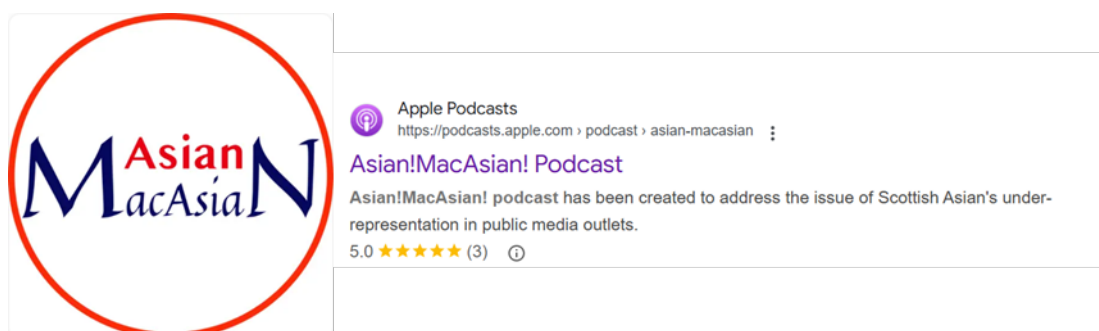 Asian
MacAsiaN
Apple Podcasts
https://podcasts.apple.com › podcast › asian-macasian
Asian!MacAsian! Podcast
Asian!MacAsian! podcast has been created to address the issue of Scottish Asian's under-
representation in public media outlets.
5.0 ★★★★★ (3)